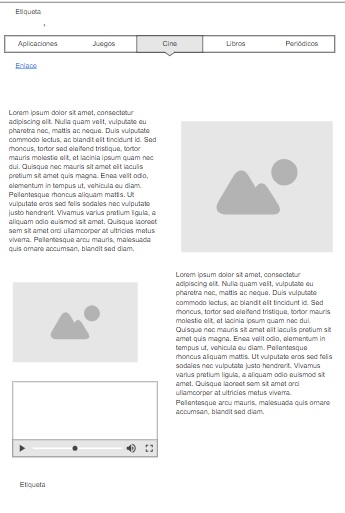 Etiqueta
,
Aplicaciones Juegos Cine Libros Periódicos
Enlace
Lorem ipsum dolor sit amet, consectetur
adipiscing elit. Nulla quam velit, vulputate eu
pharetra nec, mattis ac neque. Duis vulputate
commodo lectus, ac blandit elit tincidunt id. Sed
rhoncus, tortor sed eleifend tristique, tortor
mauris molestie elit, et lacinia ipsum quam nec
dui. Quisque nec mauris sit amet elit iaculis
pretium sit amet quis magna. Enea velit odio,
elementum in tempus ut, vehicula eu diam.
Pellentesque rhoncus aliquam mattis. Ut
vulputate eros sed felis sodales nec vulputate
justo hendrerit. Vivamus varius pretium ligula, a
aliquam odio euismod sit amet. Quisque laoreet
sem sit amet orci ullamcorper at ultricies metus
viverra. Pellentesque arcu mauris, malesuada
quis ornare accumsan, blandit sed diam.
Lorem ipsum dolor sit amet, consectetur
adipiscing elit. Nulla quam velit, vulputate eu
pharetra nec, mattis ac neque. Duis vulputate
commodo lectus, ac blandit elit tincidunt id. Sed
rhoncus, tortor sed eleifend tristique, tortor mauris
molestie elit, et lacinia ipsum quam nec dui.
Quisque nec mauris sit amet elit iaculis pretium sit
amet quis magna. Enea velit odio, elementum in
tempus ut, vehicula eu diam. Pellentesque
rhoncus aliquam mattis. Ut vulputate eros sed felis
sodales nec vulputate justo hendrerit. Vivamus
varius pretium ligula, a aliquam odio euismod sit
amet. Quisque laoreet sem sit amet orci
ullamcorper at ultricies metus viverra.
Pellentesque arcu mauris, malesuada quis ornare
accumsan, blandit sed diam.
Etiqueta